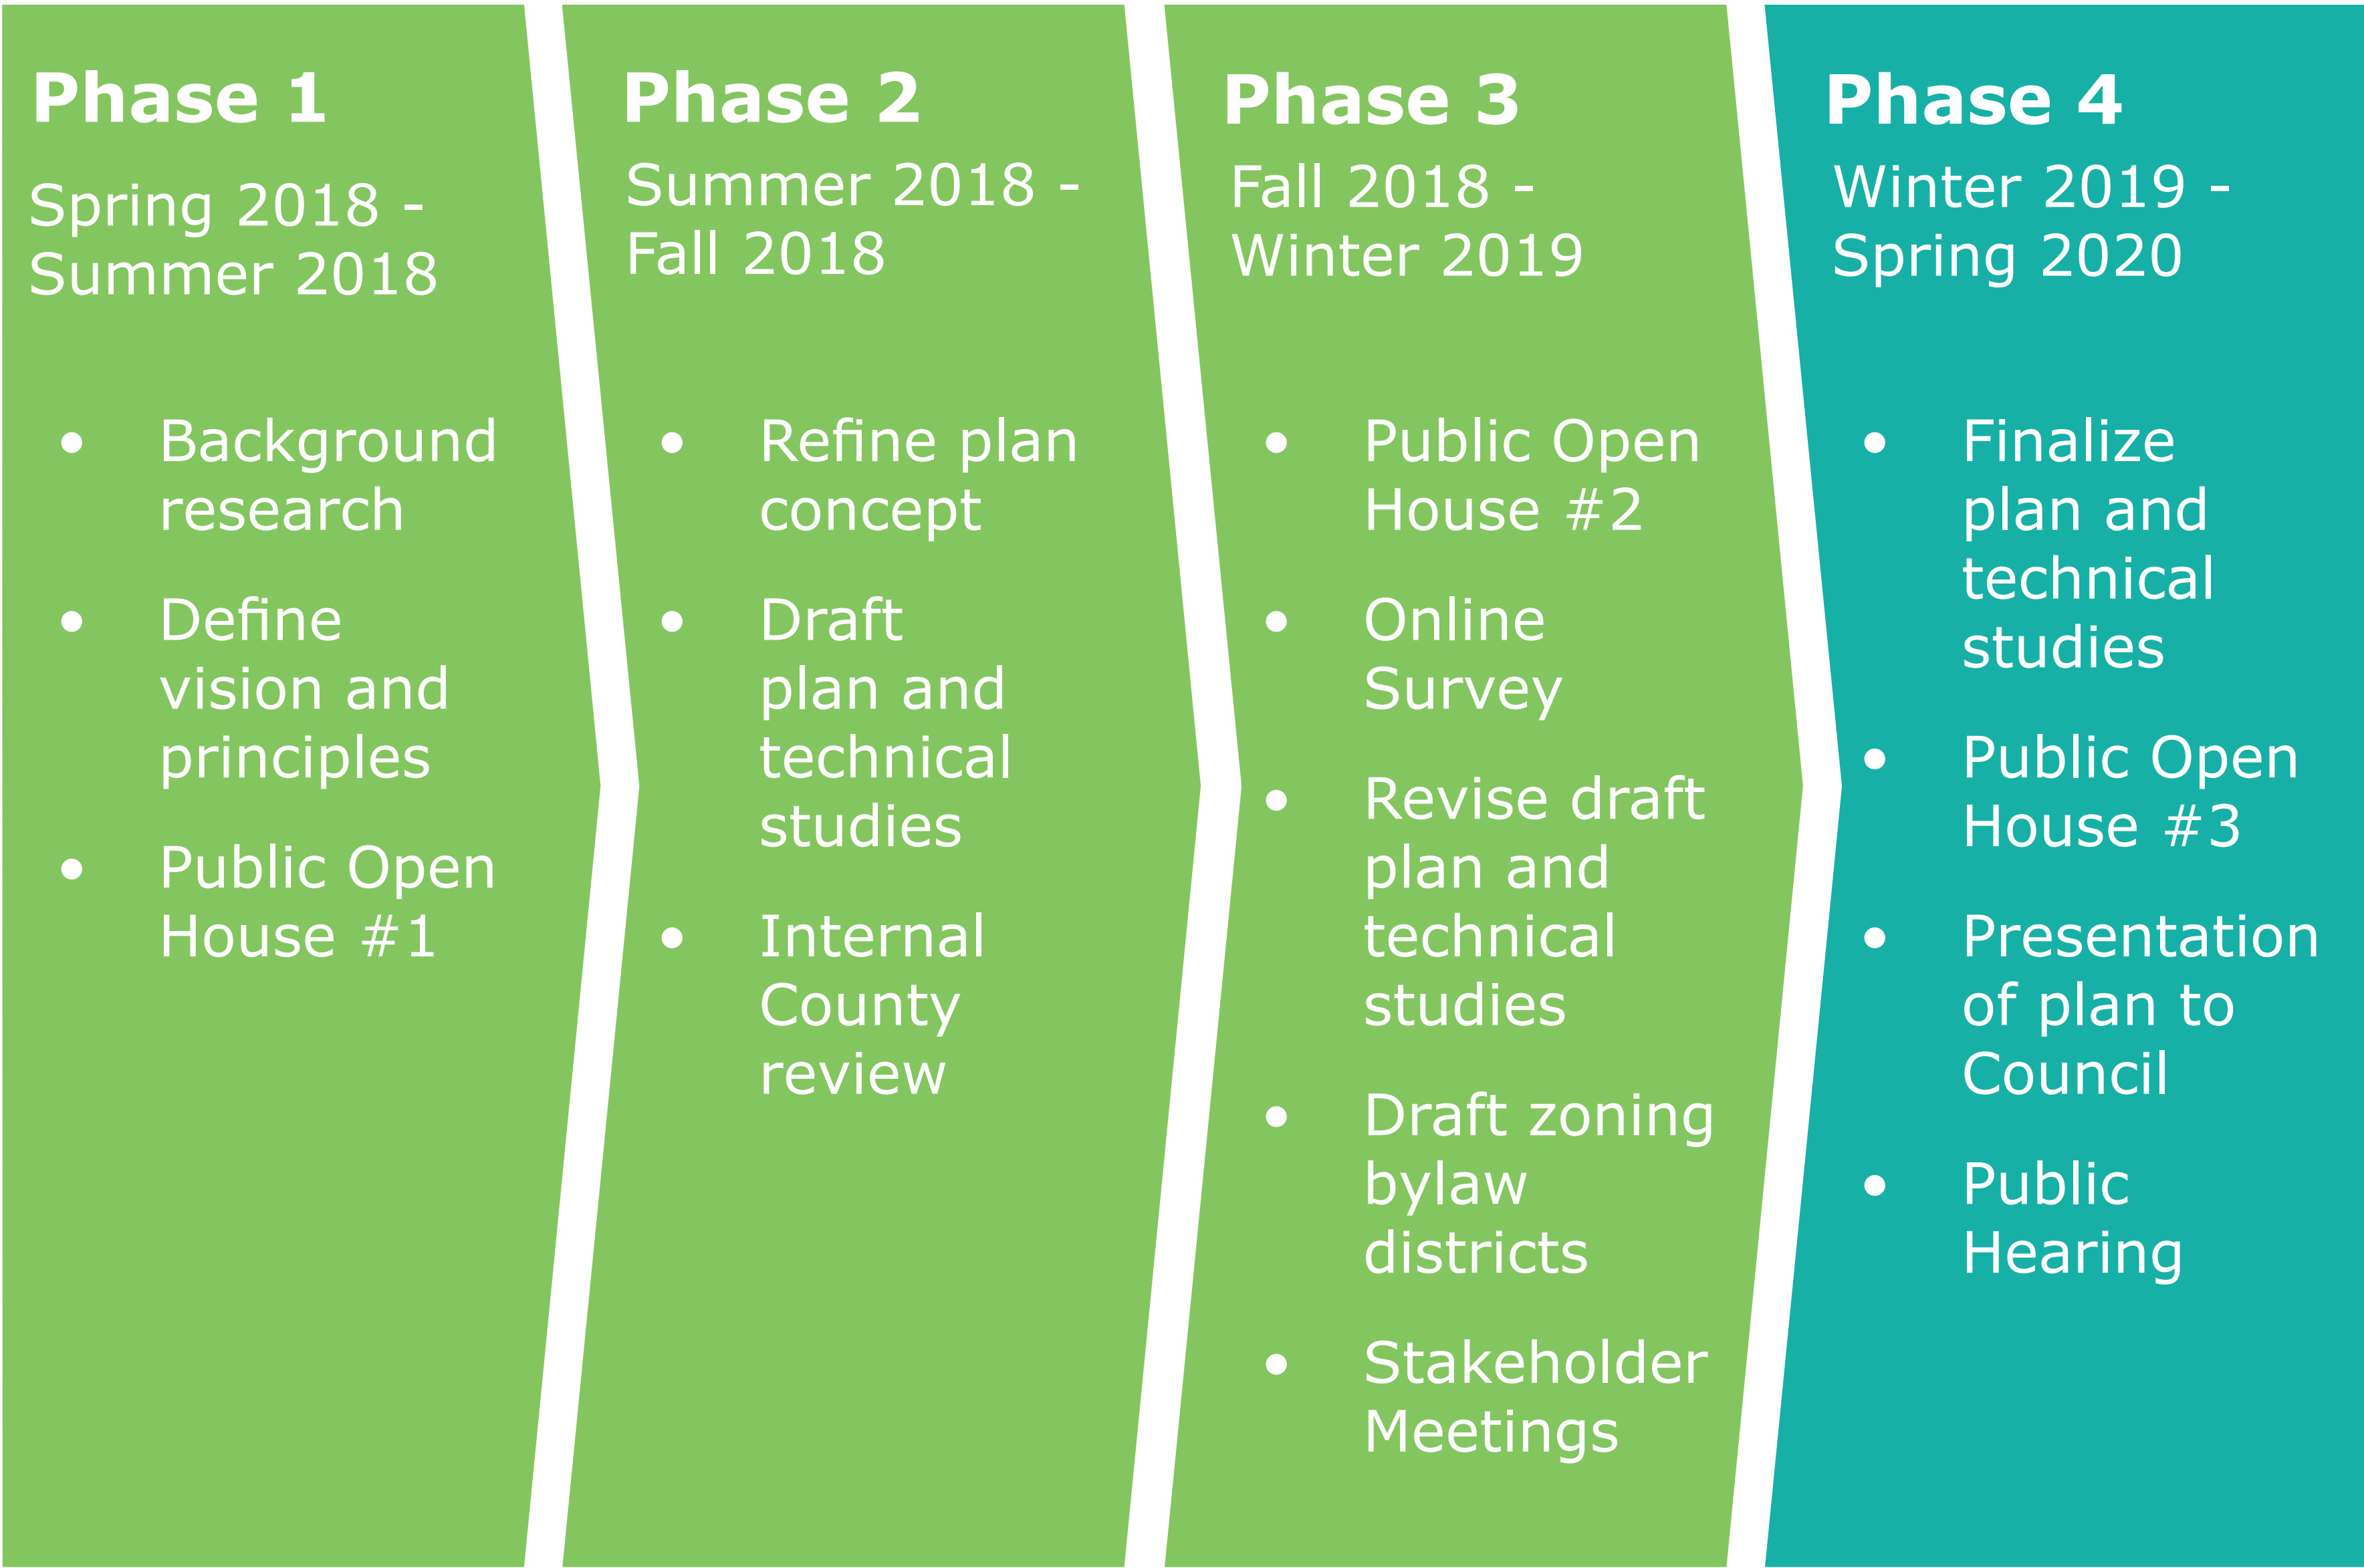 Phase 1
Spring 2018 -
Summer 2018
• Background
research
• Define
vision and
principles
• Public Open
House #1
Phase 2
Summer 2018 -
Fall 2018
• Refine plan
concept
• Draft
plan and
technical
studies
• Internal
County
review
Phase 3
Fall 2018 -
Winter 2019
• Public Open
House #2
• Online
Survey
• Revise draft
plan and
technical
studies
• Draft zoning
bylaw
districts
• Stakeholder
Meetings
Phase 4
Winter 2019 -
Spring 2020
• Finalize
plan and
technical
studies
• Public Open
House #3
• Presentation
of plan to
Council
• Public
Hearing